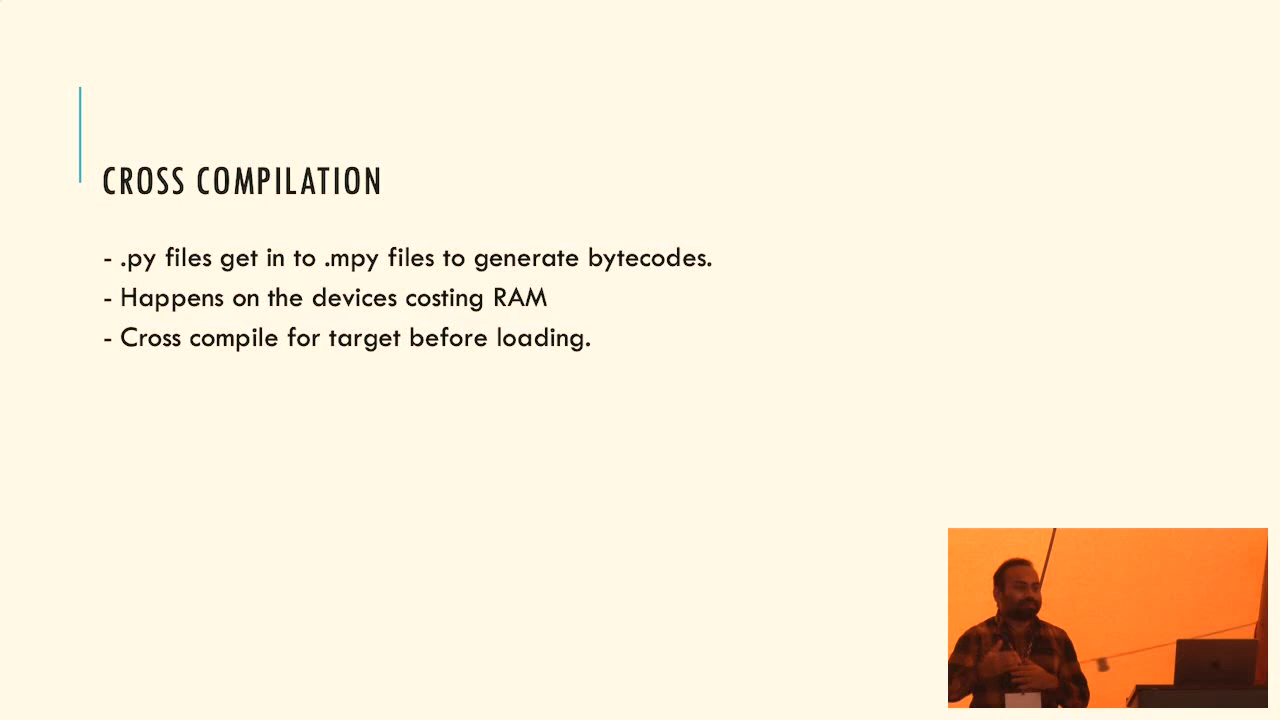 CROSS COMPILATION
- .py files get in to .mpy files to generate bytecodes.
- Happens on the devices costing RAM
- Cross compile for target before loading.